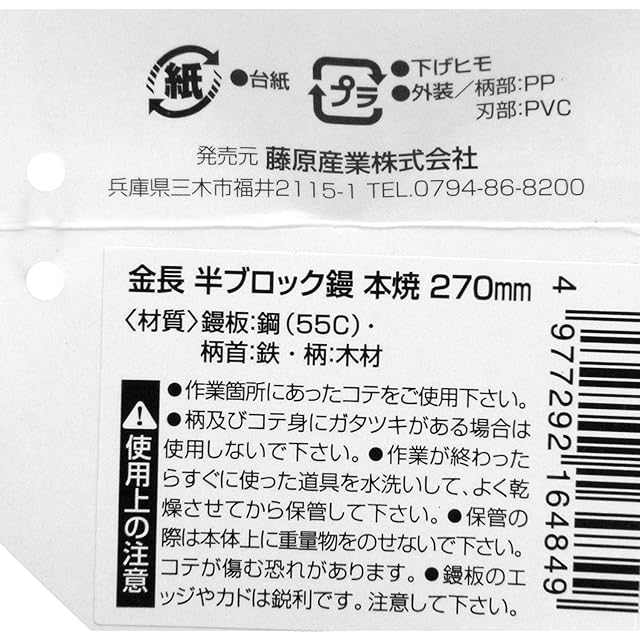 紙 ●台紙
プラ ●下げヒモ
●外装／柄部:PP
刃部:PVC
発売元 藤原産業株式会社
兵庫県三木市福井2115-1 TEL.0794-86-8200
金長 半ブロック鏝 本焼 270mm
〈材質〉鏝板:鋼(55C)・
柄首:鉄・柄:木材
使用上の注意
●作業箇所にあったコテをご使用下さい。
●柄及びコテ身にガタツキがある場合は
使用しないで下さい。●作業が終わった
らすぐに使った道具を水洗いして、よく乾
燥させてから保管して下さい。●保管の
際は本体上に重量物をのせないで下さい。
コテが傷む恐れがあります。●鏝板のエ
ッジやカドは鋭利です。注意して下さい。
4 977292 164849